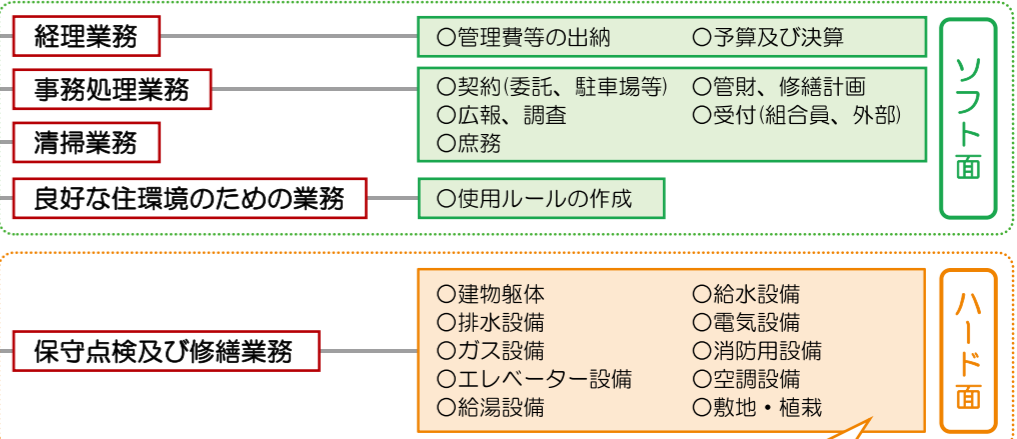 経理業務
○管理費等の出納 ○予算及び決算
事務処理業務
○契約(委託、駐車場等) ○管財、修繕計画
○広報、調査 ○受付(組合員、外部)
○庶務
清掃業務
良好な住環境のための業務
○使用ルールの作成
ソフト面
保守点検及び修繕業務
○建物躯体 ○給水設備
○排水設備 ○電気設備
○ガス設備 ○消防用設備
○エレベーター設備 ○空調設備
○給湯設備 ○敷地・植栽
ハード面